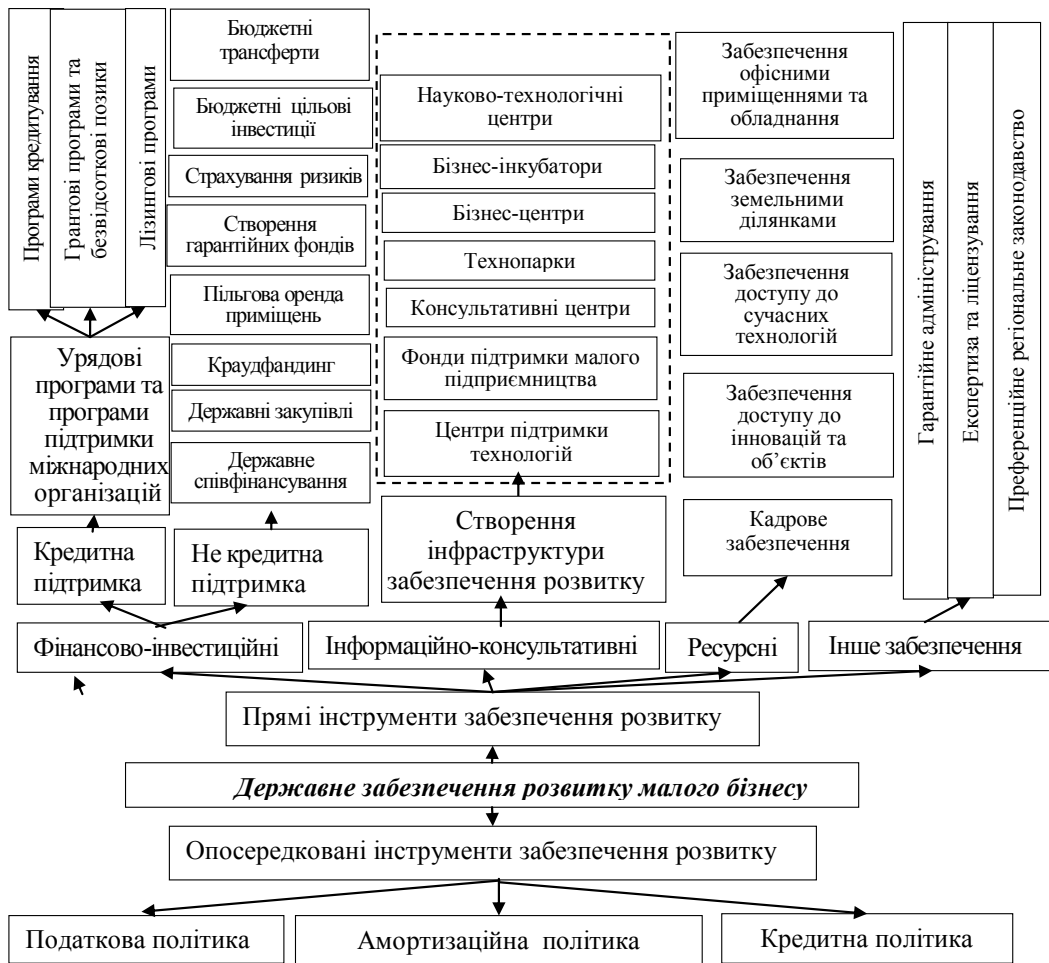 Програми кредитування
Грантові програми та
безвідсоткові позики
Лізингові програми
Урядові
програми та
програми
підтримки
міжнародних
організацій
Кредитна
підтримка
Бюджетні
трансферти
Бюджетні цільові
інвестиції
Страхування ризиків
Створення
гарантійних фондів
Пільгова оренда
приміщень
Краудфандинг
Державні закупівлі
Державне
співфінансування
Не кредитна
підтримка
Науково-технологічні
центри
Бізнес-інкубатори
Бізнес-центри
Технопарки
Консультативні центри
Фонди підтримки малого
підприємництва
Центри підтримки
технологій
Створення
інфраструктури
забезпечення розвитку
Забезпечення
офісними
приміщеннями та
обладнання
Забезпечення
земельними
ділянками
Забезпечення
доступу до
сучасних
технологій
Забезпечення
доступу до
інновацій та
об’єктів
Кадрове
забезпечення
Гарантійне адміністрування
Експертиза та ліцензування
Преференційне регіональне законодавство
Фінансово-інвестиційні
Інформаційно-консультативні
Ресурсні
Інше забезпечення
Прямі інструменти забезпечення розвитку
Державне забезпечення розвитку малого бізнесу
Опосередковані інструменти забезпечення розвитку
Податкова політика
Амортизаційна політика
Кредитна політика